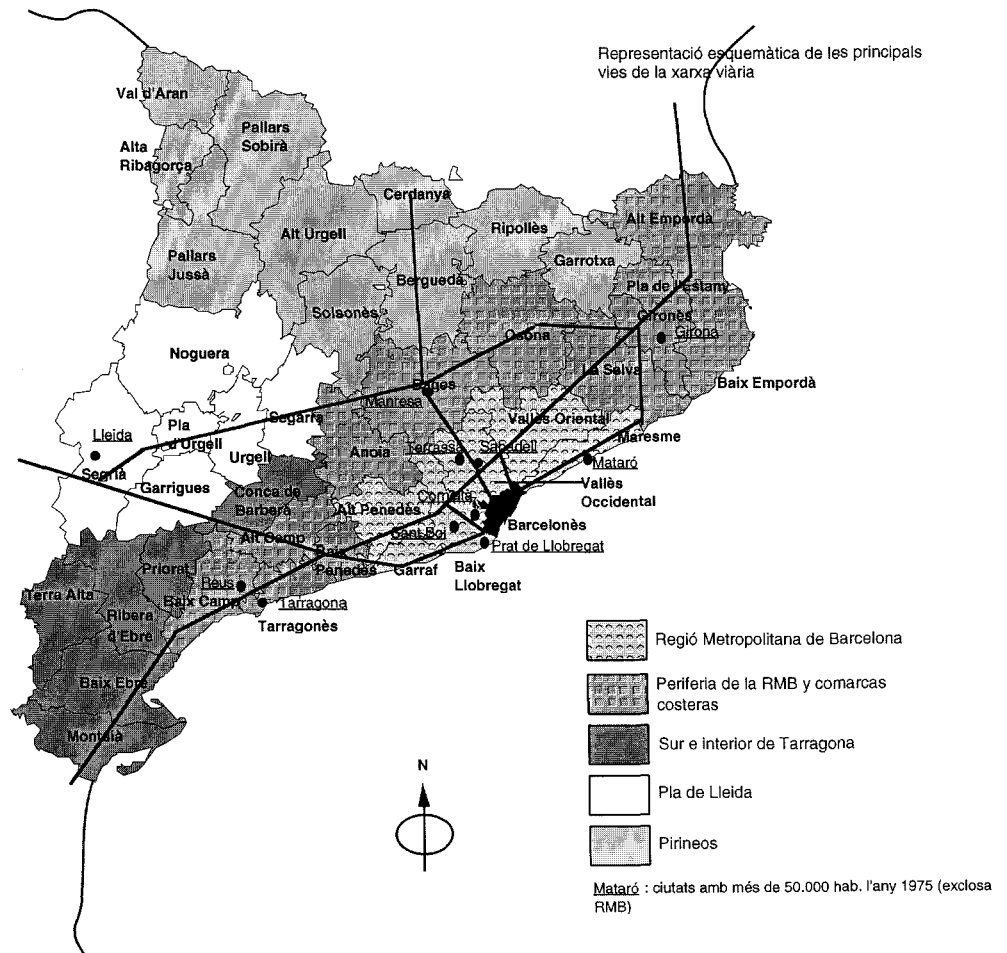 Representació esquemàtica de les principals
vies de la xarxa viària
Val d'Aran
Pallars
Sobirà
Alta
Ribagorça
Cerdanya
Alt Urgell
Ripollès
Alt Empordà
Pallars
Jussà
Garrotxa
Berguedà
Pla de l'Estany
Solsonès
Gironès
Girona
Osona
Noguera
La Selva
Baix Empordà
Bages
Manresa
Segarra
Vallès Oriental
Lleida
Pla
d'Urgell
Maresme
Terrassa
Sabadell
Anoia
Urgell
Mataró
Segrià
Garrigues
Vallès
Occidental
Conca de
Barberà
Cornellà
Alt Penedès
Barcelonès
Sant Boi
Alt Camp
Prat de Llobregat
Baix
Penedès
Garraf
Baix
Llobregat
Priorat
Reus
Terra Alta
Baix Camp
Tarragona
Ribera
d'Ebre
Tarragonès
Baix Ebre
Montsià
Regió Metropolitana de Barcelona
Periferia de la RMB y comarcas
costeras
Sur e interior de Tarragona
N
Pla de Lleida
Pirineos
Mataró : ciutats amb més de 50.000 hab. l'any 1975 (exclosa
RMB)